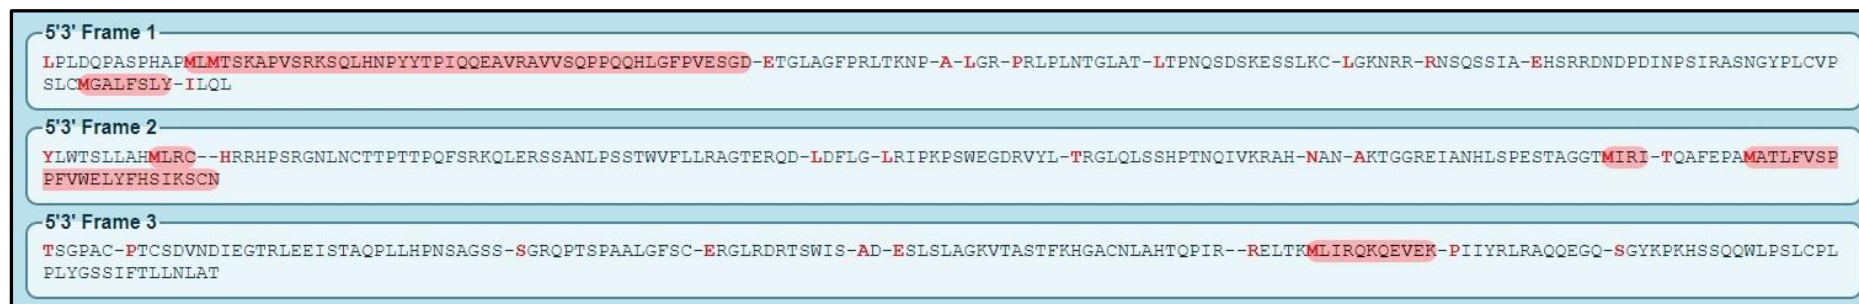 5'3' Frame 1
LPLDQPASPHAPMLMTSKAPVSRKSQLHNPYYTPIQQEAVRAVVSQPPQQHLGFPVESGD-ETGLAGFPRLTKNP-A-LGR-PRLPLNTGLAT-LTPNQSDSKESSLKC-LGKNRR-RNSQSSIA-EHSRRDNDPDINPSIRASNGYPLCVP
SLCMGALFSLY-ILQL
5'3' Frame 2
YLWTSLLAHMLRC--HRRHPSRGNLNCTTPTTPQFSRKQLERSSANLPSSTWVFLLRAGTERQD-LDFLG-LRIPKPSWEGDRVYL-TRGLQLSSHPTNQIVKRAH-NAN-AKTGGREIANHLSPESTAGGTMIRI-TQAFEPAMATLFVSP
PFVWELYFHSIKSCN
5'3' Frame 3
TSGPAC-PTCSDVNDIEGTRLEEISTAQPLLHPNSAGSS-SGRQPTSPAALGFSC-ERGLRDRTSWIS-AD-ESLSLAGKVTASTFKHGACNLAHTQPIR--RELTKMLIRQKQEVEK-PIIYRLRAQQEGQ-SGYKPKHSSQQWLPSLCPL
PLYGSSIFTLLNLAT